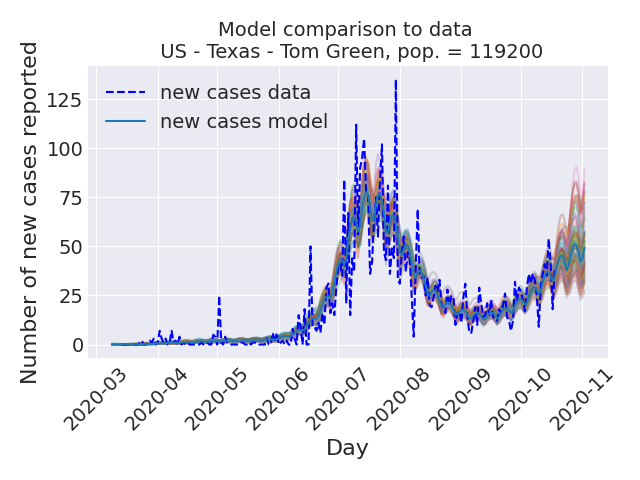 Model comparison to data
US - Texas - Tom Green, pop. = 119200
Number of new cases reported
new cases data
new cases model
125
100
75
50
25
0
2020-03
2020-04
2020-05
2020-06
2020-07
2020-08
2020-09
2020-10
2020-11
Day